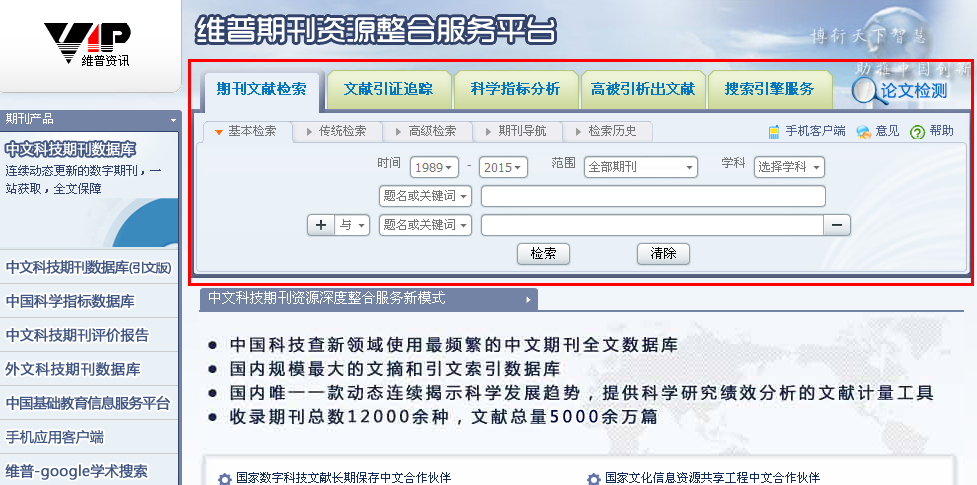 VIP
维普资讯
维普期刊资源整合服务平台
博衍天下智慧
助推中国创新
期刊文献检索 文献引证追踪 科学指标分析 高被引析出文献 搜索引擎服务 论文检测
基本检索 传统检索 高级检索 期刊导航 检索历史 手机客户端 意见 帮助
时间 1989 - 2015 范围 全部期刊 学科 选择学科
题名或关键词
+ 与 题名或关键词 −
检索 清除
期刊产品
中文科技期刊数据库
连续动态更新的数字期刊，一
站获取，全文保障
中文科技期刊数据库(引文版)
中国科学指标数据库
中文科技期刊评价报告
外文科技期刊数据库
中国基础教育信息服务平台
手机应用客户端
维普-google学术搜索
中文科技期刊资源深度整合服务新模式
● 中国科技查新领域使用最频繁的中文期刊全文数据库
● 国内规模最大的文摘和引文索引数据库
● 国内唯一一款动态连续揭示科学发展趋势，提供科学研究绩效分析的文献计量工具
● 收录期刊总数12000余种，文献总量5000余万篇
国家数字科技文献长期保存中文合作伙伴 国家文化信息资源共享工程中文合作伙伴